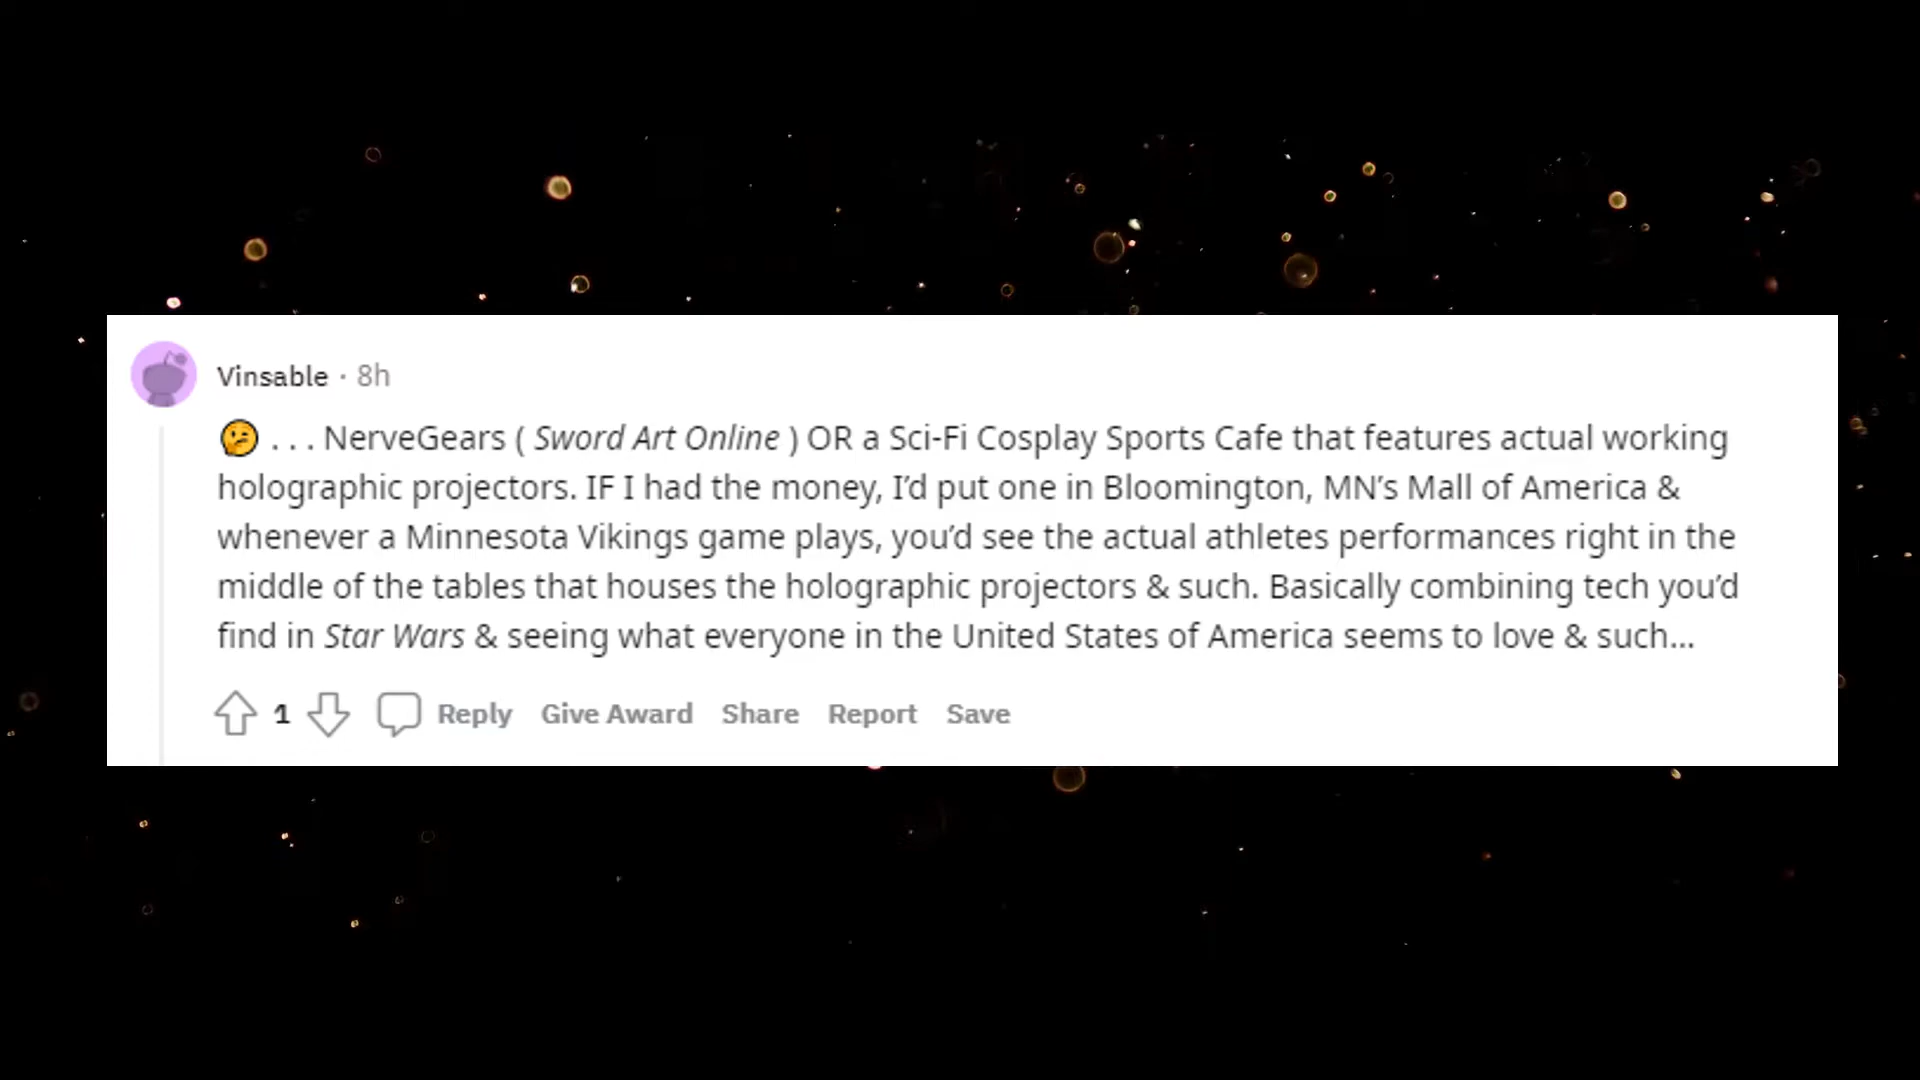 Vinsable · 8h
🤔 . . . NerveGears ( Sword Art Online ) OR a Sci-Fi Cosplay Sports Cafe that features actual working
holographic projectors. IF I had the money, I’d put one in Bloomington, MN’s Mall of America &
whenever a Minnesota Vikings game plays, you’d see the actual athletes performances right in the
middle of the tables that houses the holographic projectors & such. Basically combining tech you’d
find in Star Wars & seeing what everyone in the United States of America seems to love & such...
1 Reply Give Award Share Report Save